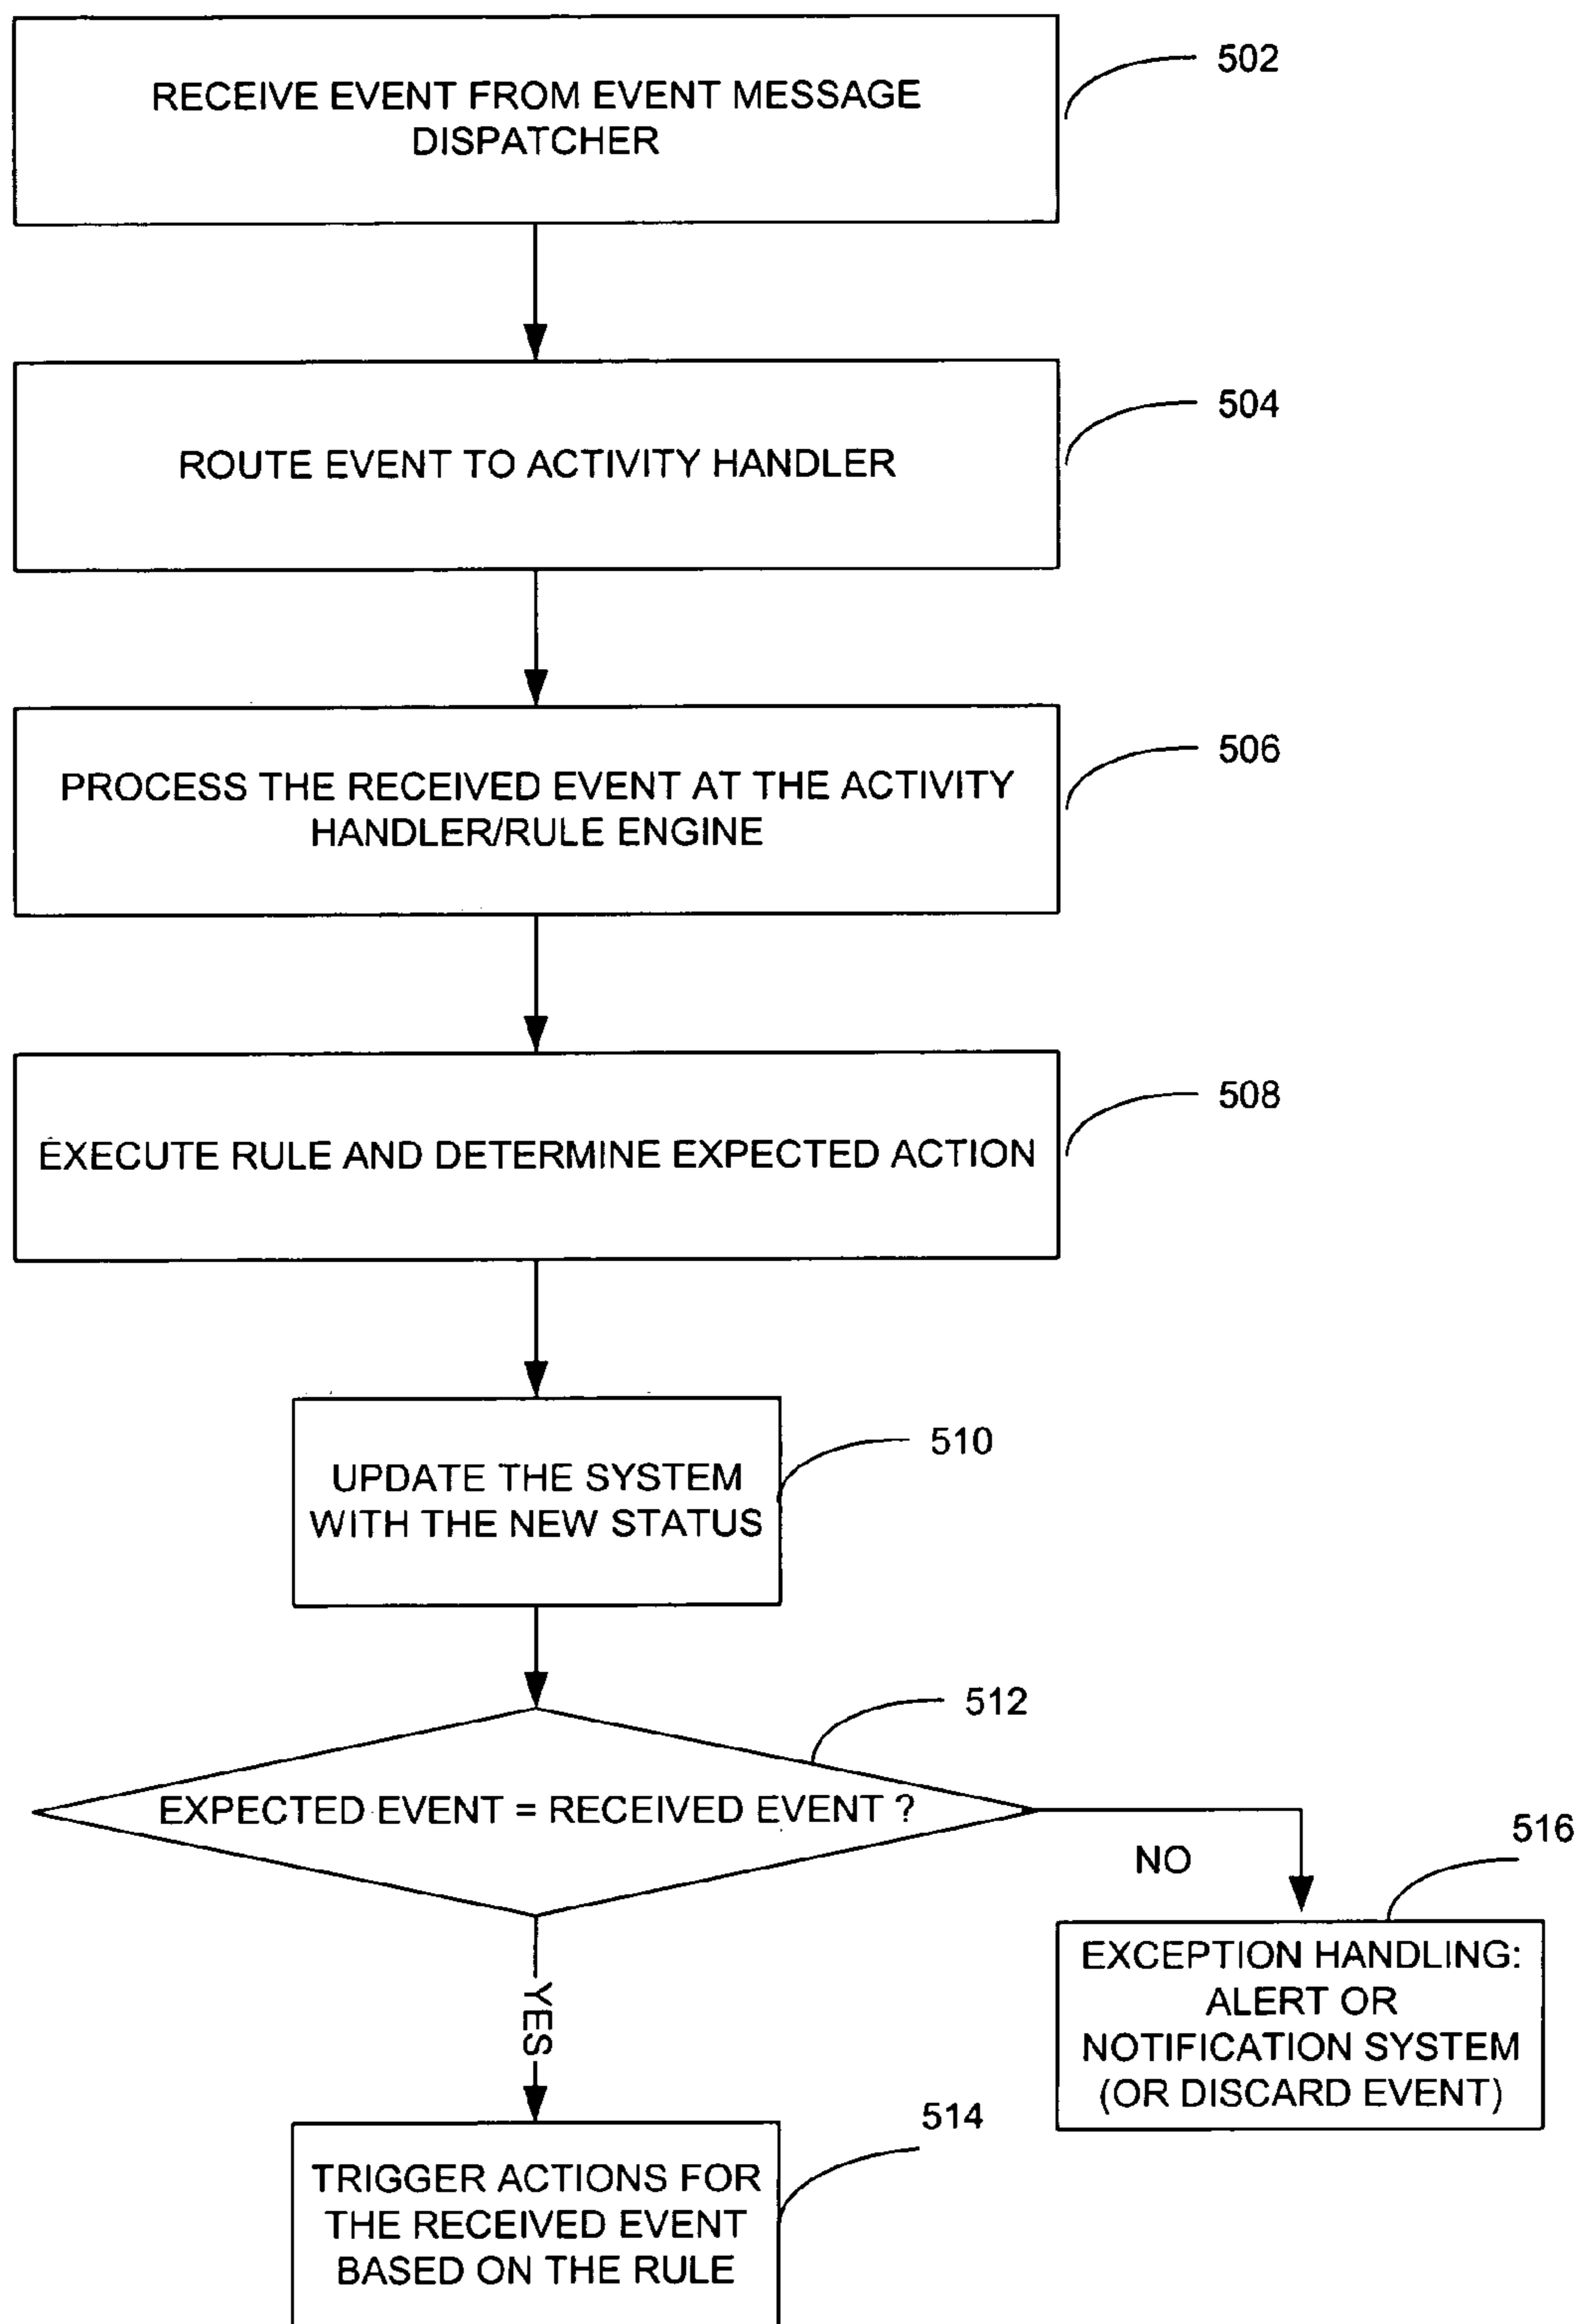 502
RECEIVE EVENT FROM EVENT MESSAGE
DISPATCHER
504
ROUTE EVENT TO ACTIVITY HANDLER
506
PROCESS THE RECEIVED EVENT AT THE ACTIVITY
HANDLER/RULE ENGINE
508
EXECUTE RULE AND DETERMINE EXPECTED ACTION
510
UPDATE THE SYSTEM
WITH THE NEW STATUS
512
EXPECTED EVENT = RECEIVED EVENT ?
516
NO
EXCEPTION HANDLING:
ALERT OR
NOTIFICATION SYSTEM
(OR DISCARD EVENT)
YES
514
TRIGGER ACTIONS FOR
THE RECEIVED EVENT
BASED ON THE RULE